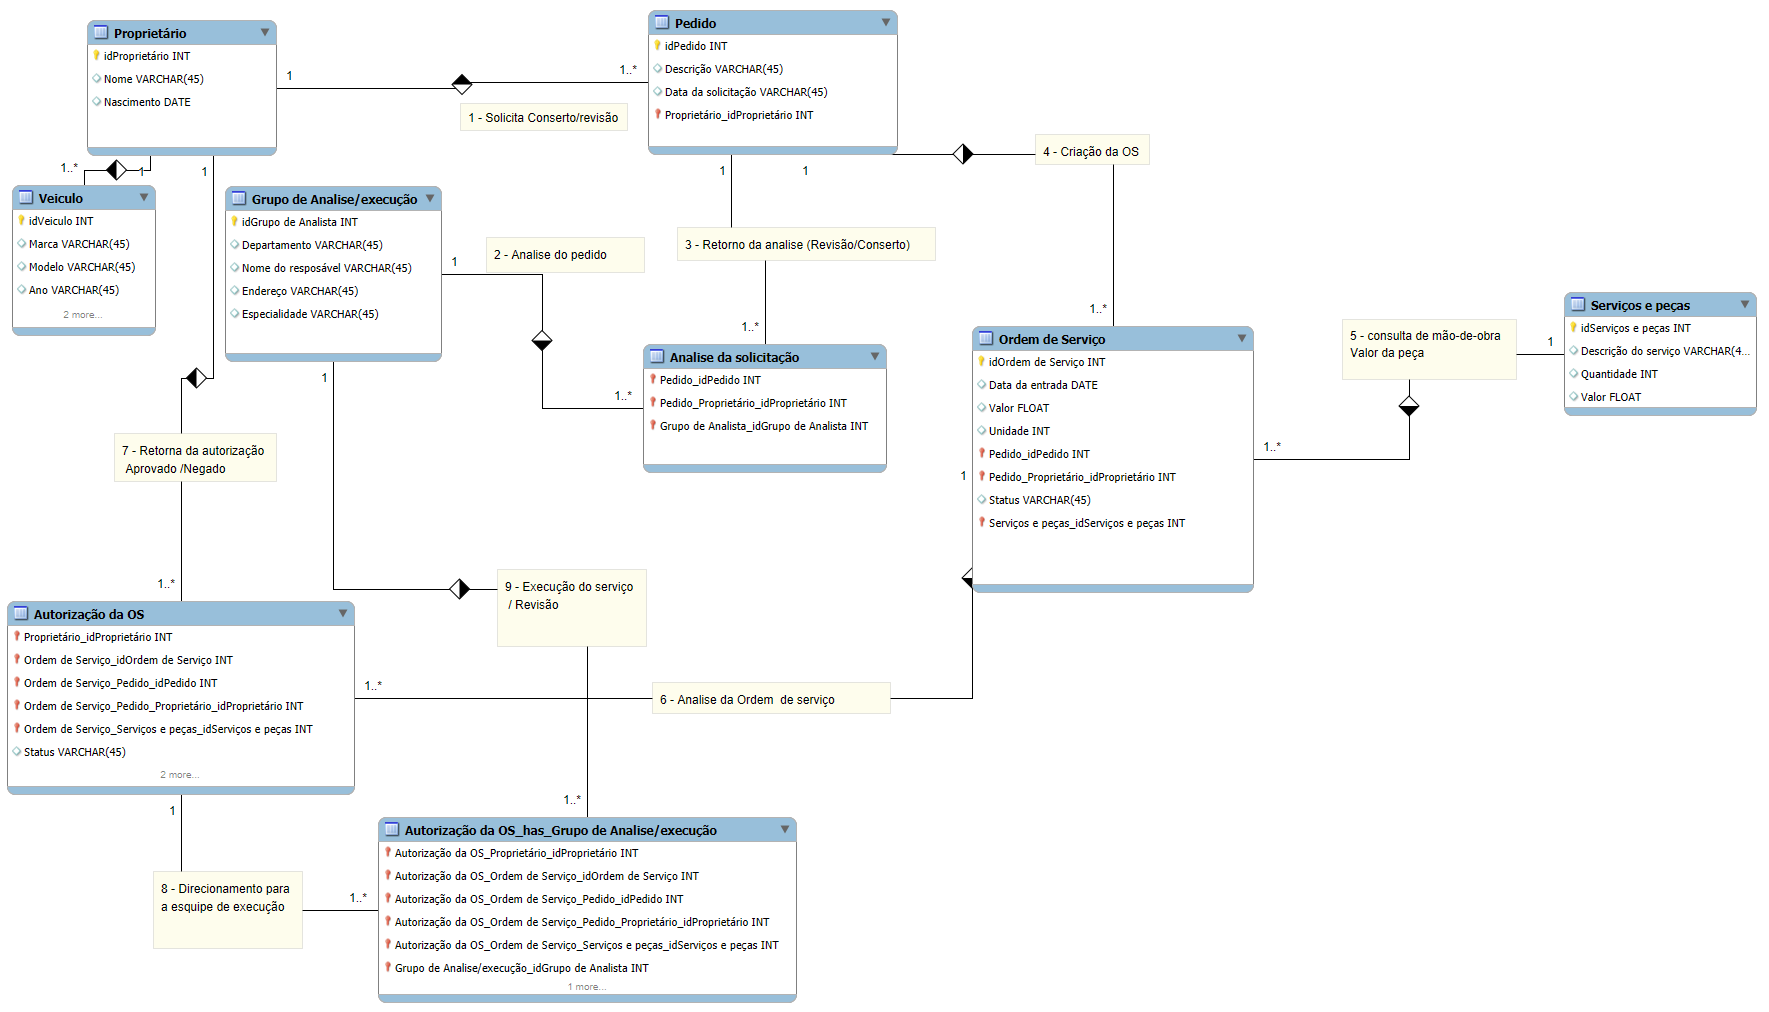 Proprietário
idProprietário INT
Nome VARCHAR(45)
Nascimento DATE
1
1..*
1 - Solicita Conserto/revisão
Pedido
idPedido INT
Descrição VARCHAR(45)
Data da solicitação VARCHAR(45)
Proprietário_idProprietário INT
1..*
1
1
1
1
4 - Criação da OS
Veiculo
idVeiculo INT
Marca VARCHAR(45)
Modelo VARCHAR(45)
Ano VARCHAR(45)
2 more...
Grupo de Analise/execução
idGrupo de Analista INT
Departamento VARCHAR(45)
Nome do resposável VARCHAR(45)
Endereço VARCHAR(45)
Especialidade VARCHAR(45)
1
2 - Analise do pedido
3 - Retorno da analise (Revisão/Conserto)
1..*
1..*
1..*
1
Analise da solicitação
Pedido_idPedido INT
Pedido_Proprietário_idProprietário INT
Grupo de Analista_idGrupo de Analista INT
Ordem de Serviço
idOrdem de Serviço INT
Data da entrada DATE
Valor FLOAT
Unidade INT
Pedido_idPedido INT
Pedido_Proprietário_idProprietário INT
Status VARCHAR(45)
Serviços e peças_idServiços e peças INT
1
5 - consulta de mão-de-obra
Valor da peça
1
1..*
Serviços e peças
idServiços e peças INT
Descrição do serviço VARCHAR(4...
Quantidade INT
Valor FLOAT
7 - Retorna da autorização
Aprovado /Negado
1..*
9 - Execução do serviço
/ Revisão
Autorização da OS
Proprietário_idProprietário INT
Ordem de Serviço_idOrdem de Serviço INT
Ordem de Serviço_Pedido_idPedido INT
Ordem de Serviço_Pedido_Proprietário_idProprietário INT
Ordem de Serviço_Serviços e peças_idServiços e peças INT
Status VARCHAR(45)
2 more...
1..*
6 - Analise da Ordem  de serviço
1
1..*
8 - Direcionamento para
a esquipe de execução
1..*
Autorização da OS_has_Grupo de Analise/execução
Autorização da OS_Proprietário_idProprietário INT
Autorização da OS_Ordem de Serviço_idOrdem de Serviço INT
Autorização da OS_Ordem de Serviço_Pedido_idPedido INT
Autorização da OS_Ordem de Serviço_Pedido_Proprietário_idProprietário INT
Autorização da OS_Ordem de Serviço_Serviços e peças_idServiços e peças INT
Grupo de Analise/execução_idGrupo de Analista INT
1 more...